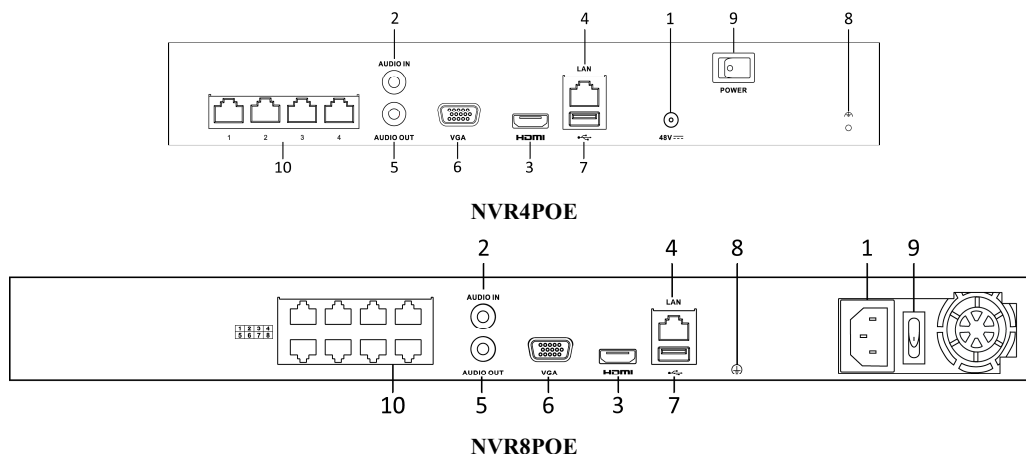 2 4 1 9 8
AUDIO IN LAN
POWER
1 2 3 4 AUDIO OUT VGA HDMI 48V
10 5 6 3 7
NVR4POE
2 4 8 1 9
AUDIO IN LAN
1 2 3 4
5 6 7 8
AUDIO OUT VGA HDMI
10 5 6 3 7
NVR8POE